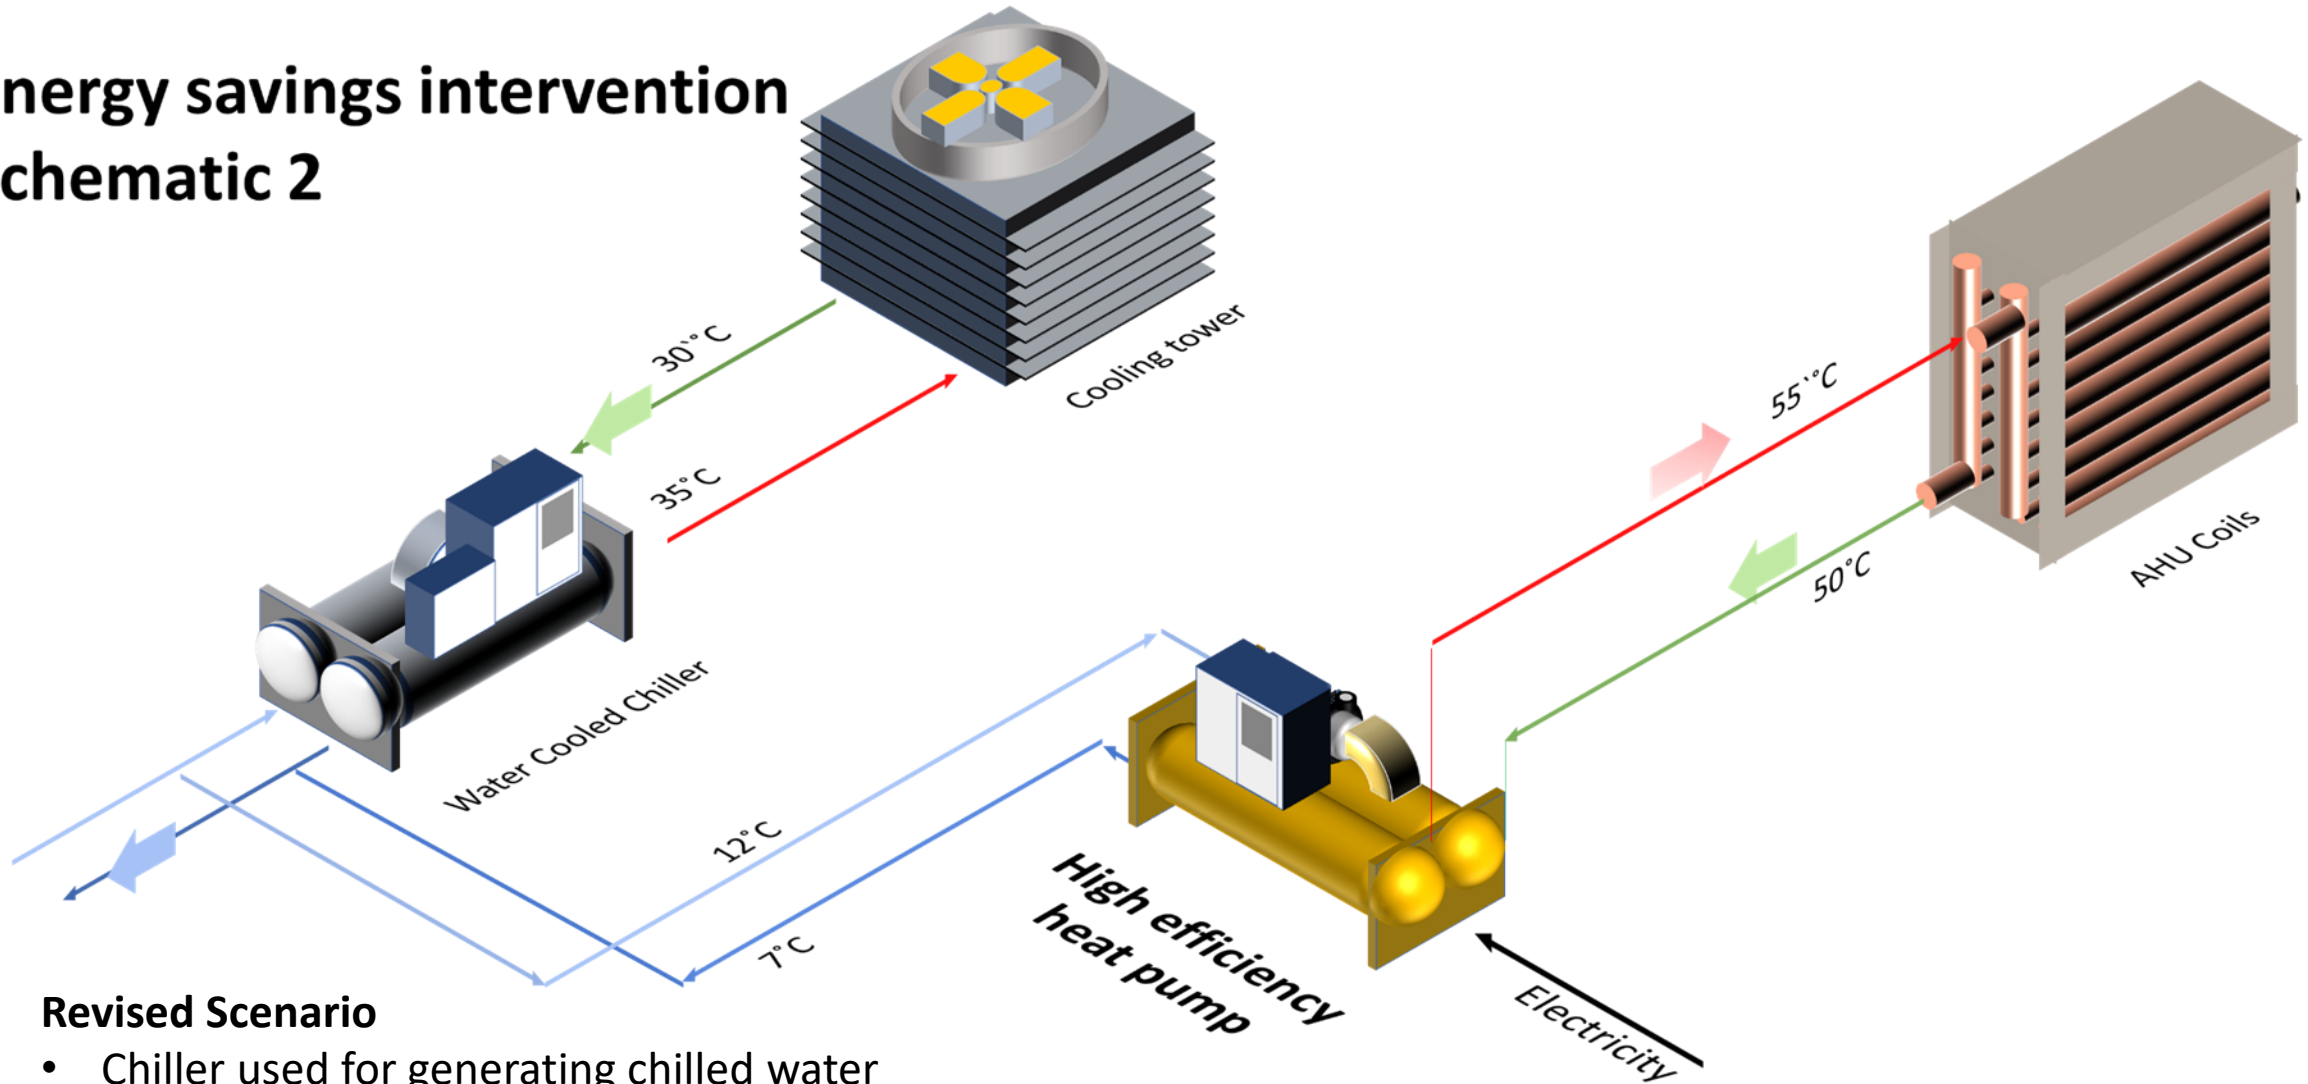 nergy savings intervention
chematic 2
30`°C
Cooling tower
35°C
55`°C
50°C
AHU Coils
Water Cooled Chiller
12°C
7°C
High efficiency
heat pump
Electricity
Revised Scenario
• Chiller used for generating chilled water